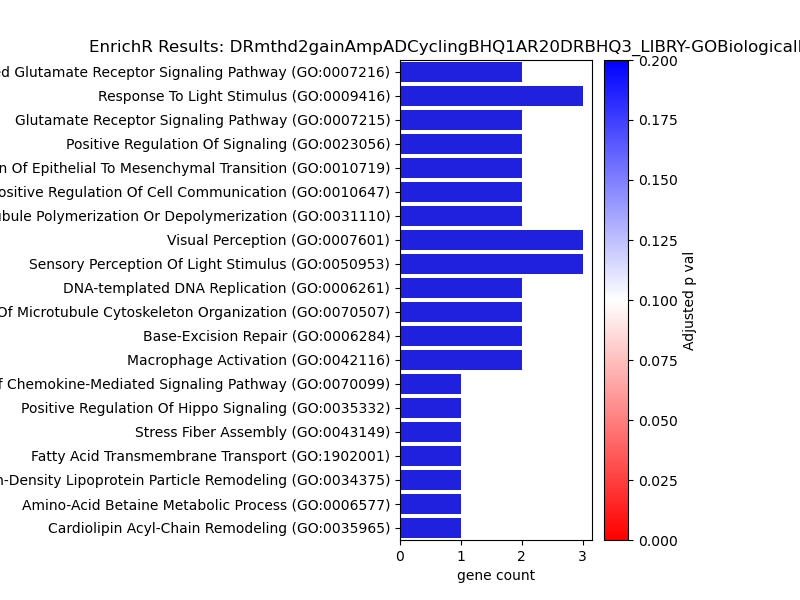 EnrichR Results: DRmthd2gainAmpADCyclingBHQ1AR20DRBHQ3_LIBRY-GOBiological
Glutamate Receptor Signaling Pathway (GO:0007216)
Response To Light Stimulus (GO:0009416)
Glutamate Receptor Signaling Pathway (GO:0007215)
Positive Regulation Of Signaling (GO:0023056)
Of Epithelial To Mesenchymal Transition (GO:0010719)
ositive Regulation Of Cell Communication (GO:0010647)
Polymerization Or Depolymerization (GO:0031110)
Visual Perception (GO:0007601)
Sensory Perception Of Light Stimulus (GO:0050953)
DNA-templated DNA Replication (GO:0006261)
Of Microtubule Cytoskeleton Organization (GO:0070507)
Base-Excision Repair (GO:0006284)
Macrophage Activation (GO:0042116)
Chemokine-Mediated Signaling Pathway (GO:0070099)
Positive Regulation Of Hippo Signaling (GO:0035332)
Stress Fiber Assembly (GO:0043149)
Fatty Acid Transmembrane Transport (GO:1902001)
-Density Lipoprotein Particle Remodeling (GO:0034375)
Amino-Acid Betaine Metabolic Process (GO:0006577)
Cardiolipin Acyl-Chain Remodeling (GO:0035965)
0 1 2 3
gene count
0.200
0.175
0.150
0.125
0.100
0.075
0.050
0.025
0.000
Adjusted p val